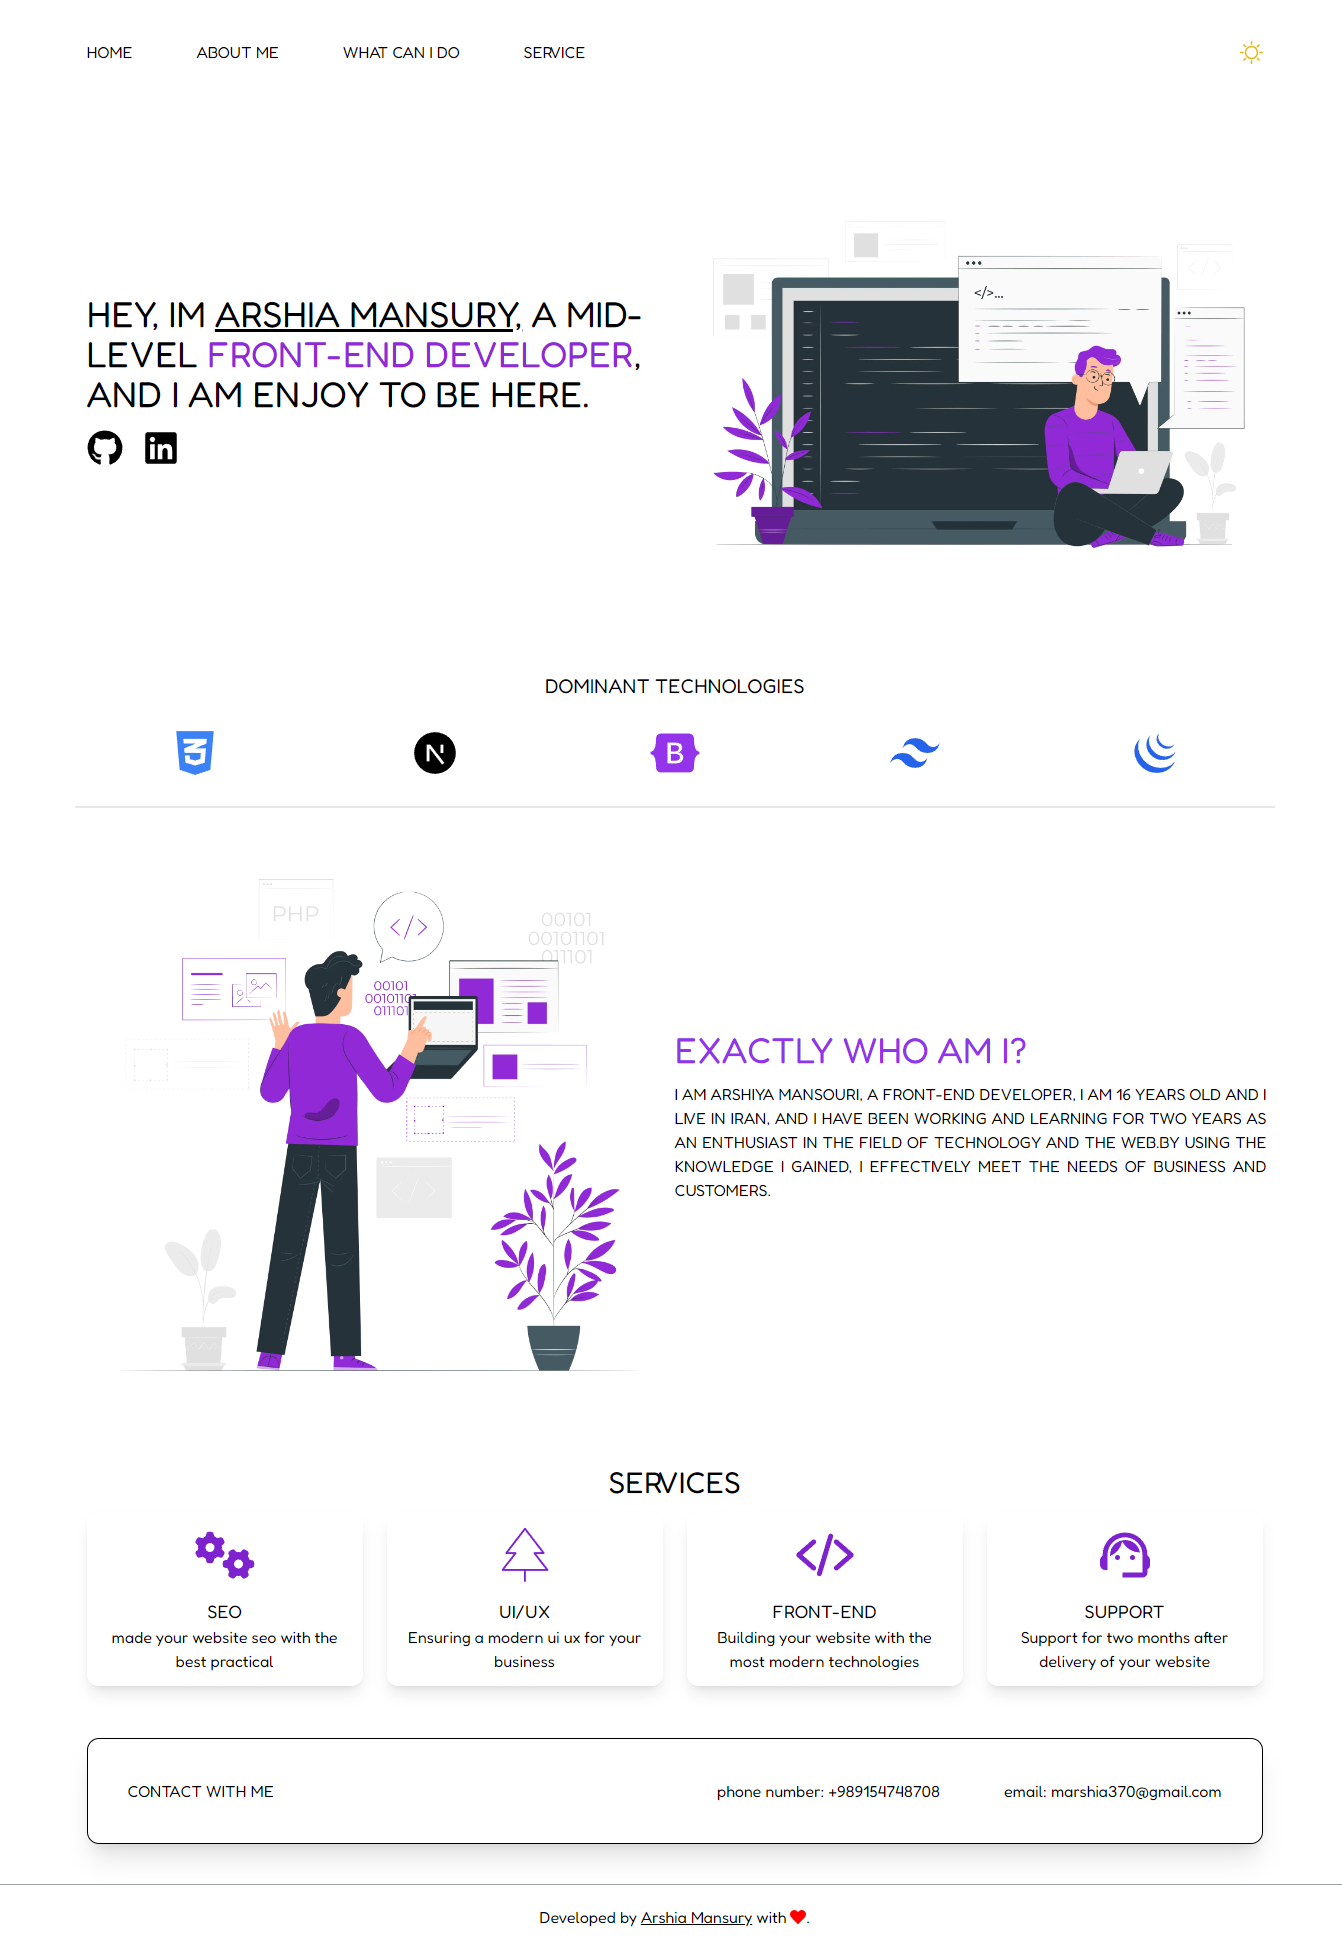 HOME ABOUT ME WHAT CAN I DO SERVICE
HEY, IM ARSHIA MANSURY, A MID-
LEVEL FRONT-END DEVELOPER,
AND I AM ENJOY TO BE HERE.
</>...
</>
DOMINANT TECHNOLOGIES
PHP
</>
00101
00101101
011101
00101
00101101
011101
</>
EXACTLY WHO AM I?
I AM ARSHIYA MANSOURI, A FRONT-END DEVELOPER, I AM 16 YEARS OLD AND I
LIVE IN IRAN, AND I HAVE BEEN WORKING AND LEARNING FOR TWO YEARS AS
AN ENTHUSIAST IN THE FIELD OF TECHNOLOGY AND THE WEB.BY USING THE
KNOWLEDGE I GAINED, I EFFECTIVELY MEET THE NEEDS OF BUSINESS AND
CUSTOMERS.
SERVICES
SEO
made your website seo with the
best practical
UI/UX
Ensuring a modern ui ux for your
business
FRONT-END
Building your website with the
most modern technologies
SUPPORT
Support for two months after
delivery of your website
CONTACT WITH ME phone number: +989154748708 email: marshia370@gmail.com
Developed by Arshia Mansury with ❤.